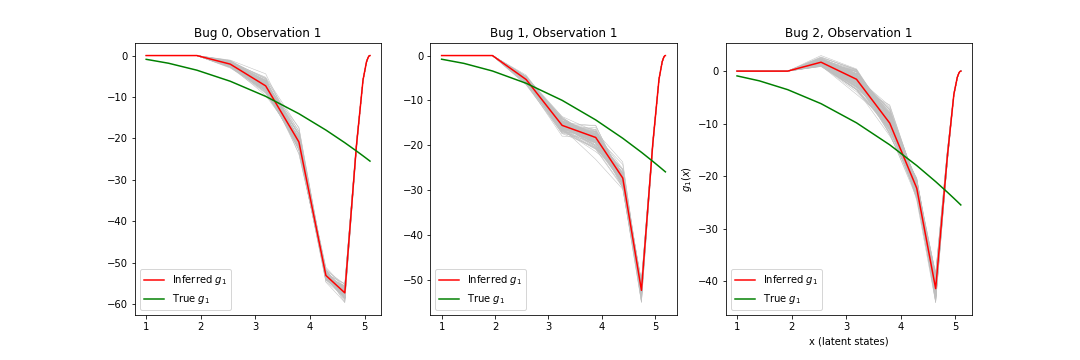 Bug 0, Observation 1
0
−10
−20
−30
−40
−50
−60
1 2 3 4 5
Inferred g₁
True g₁
Bug 1, Observation 1
0
−10
−20
−30
−40
−50
1 2 3 4 5
Inferred g₁
True g₁
Bug 2, Observation 1
g₁(x)
0
−10
−20
−30
−40
1 2 3 4 5
x (latent states)
Inferred g₁
True g₁